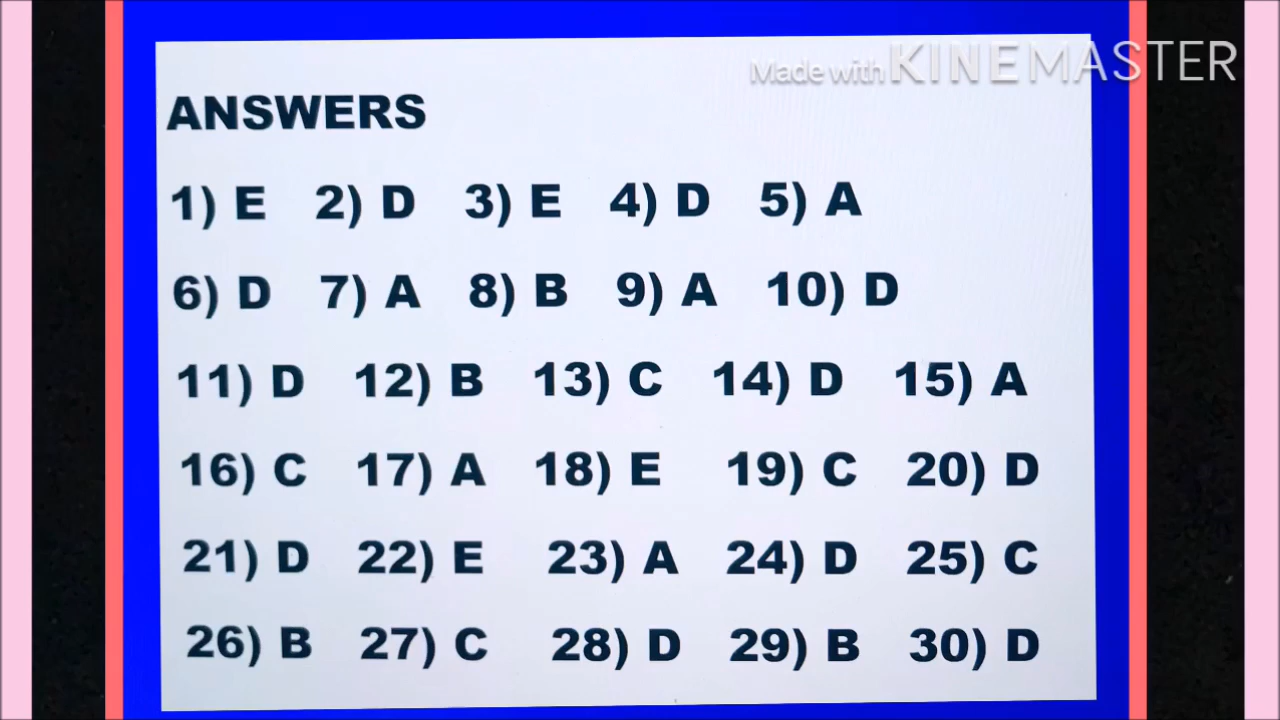 Made with KINEMASTER
ANSWERS
1) E 2) D 3) E 4) D 5) A
6) D 7) A 8) B 9) A 10) D
11) D 12) B 13) C 14) D 15) A
16) C 17) A 18) E 19) C 20) D
21) D 22) E 23) A 24) D 25) C
26) B 27) C 28) D 29) B 30) D